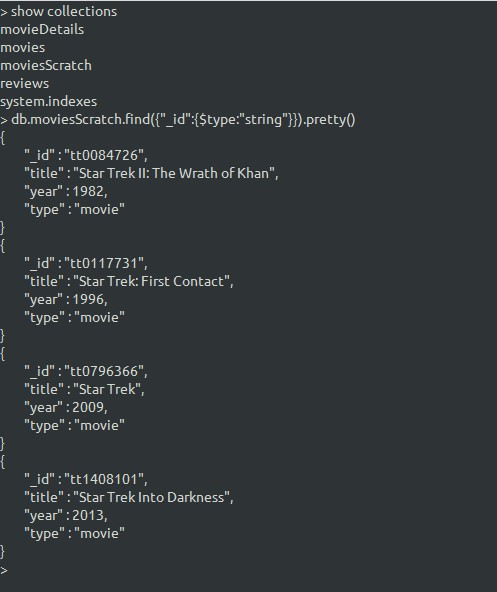 > show collections
movieDetails
movies
moviesScratch
reviews
system.indexes
> db.moviesScratch.find({"_id":{$type:"string"}}).pretty()
{
"_id" : "tt0084726",
"title" : "Star Trek II: The Wrath of Khan",
"year" : 1982,
"type" : "movie"
}
{
"_id" : "tt0117731",
"title" : "Star Trek: First Contact",
"year" : 1996,
"type" : "movie"
}
{
"_id" : "tt0796366",
"title" : "Star Trek",
"year" : 2009,
"type" : "movie"
}
{
"_id" : "tt1408101",
"title" : "Star Trek Into Darkness",
"year" : 2013,
"type" : "movie"
}
>